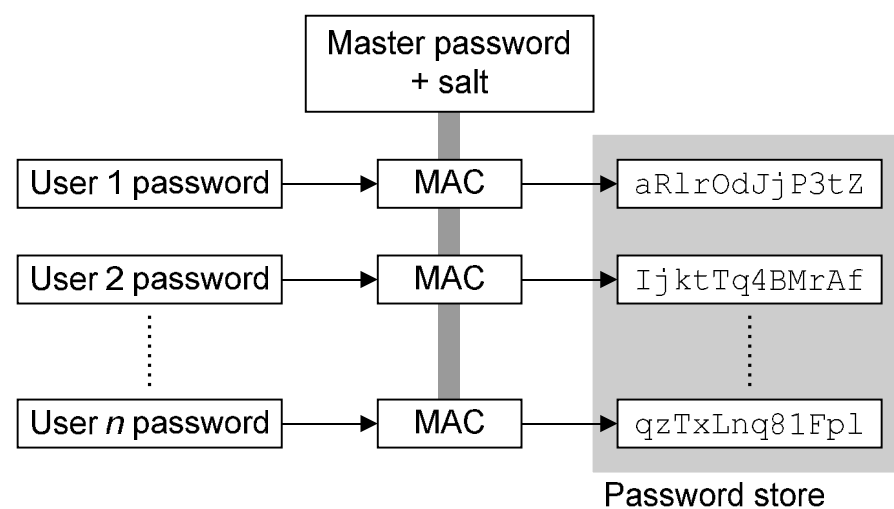 Master password
+ salt
User 1 password
MAC
aRlrOdJjP3tZ
User 2 password
MAC
IjktTq4BMrAf
User n password
MAC
qzTxLnq81Fpl
Password store